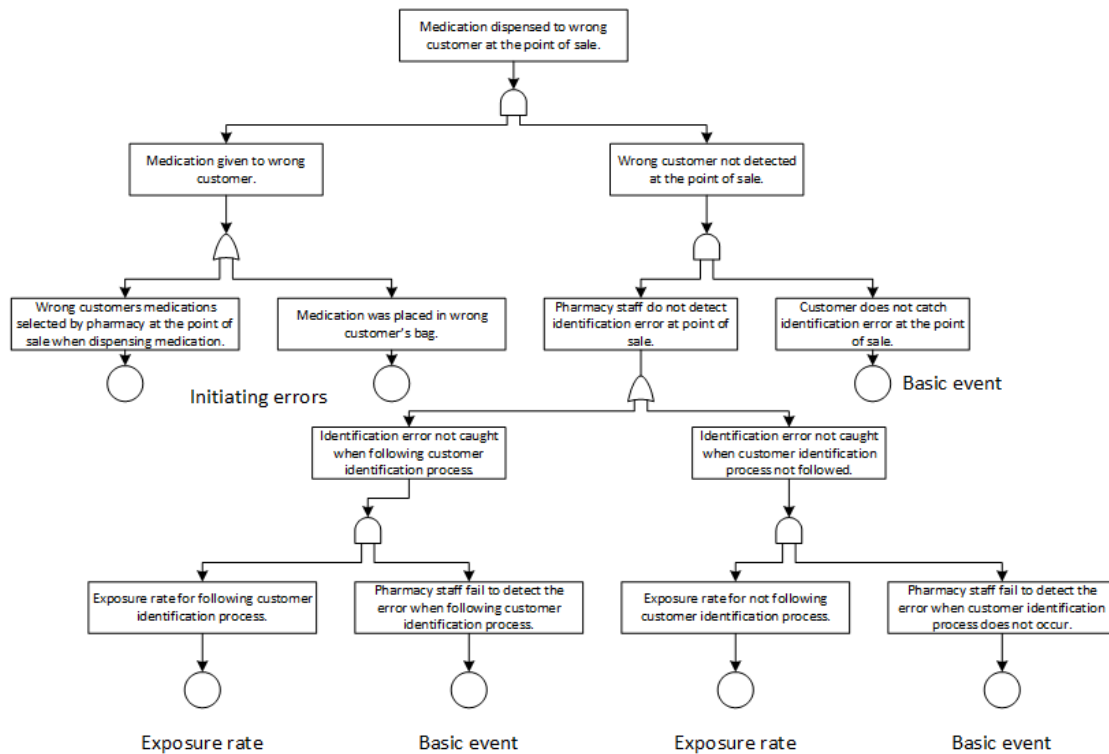 Medication dispensed to wrong
customer at the point of sale.
Medication given to wrong
customer.
Wrong customer not detected
at the point of sale.
Wrong customers medications
selected by pharmacy at the point of
sale when dispensing medication.
Medication was placed in wrong
customer's bag.
Pharmacy staff do not detect
identification error at point of
sale.
Customer does not catch
identification error at the point
of sale.
Initiating errors
Basic event
Identification error not caught
when following customer
identification process.
Identification error not caught
when customer identification
process not followed.
Exposure rate for following customer
identification process.
Pharmacy staff fail to detect the
error when following customer
identification process.
Exposure rate for not following
customer identification process.
Pharmacy staff fail to detect the
error when customer identification
process does not occur.
Exposure rate
Basic event
Exposure rate
Basic event